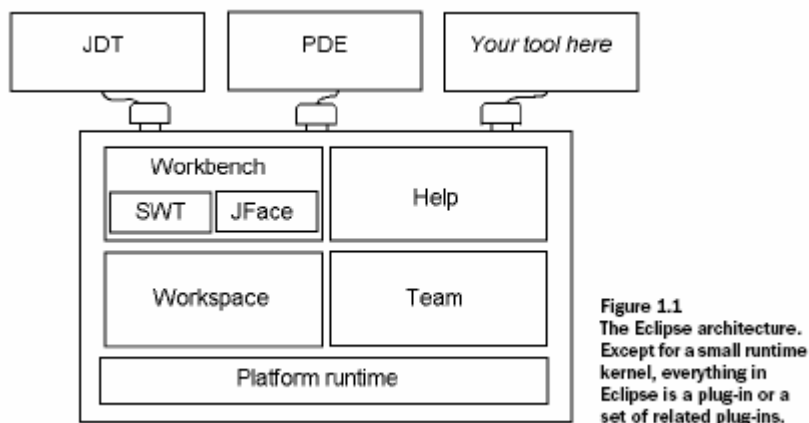 JDT
PDE
Your tool here
Workbench
SWT
JFace
Help
Workspace
Team
Platform runtime
Figure 1.1
The Eclipse architecture.
Except for a small runtime
kernel, everything in
Eclipse is a plug-in or a
set of related plug-ins.